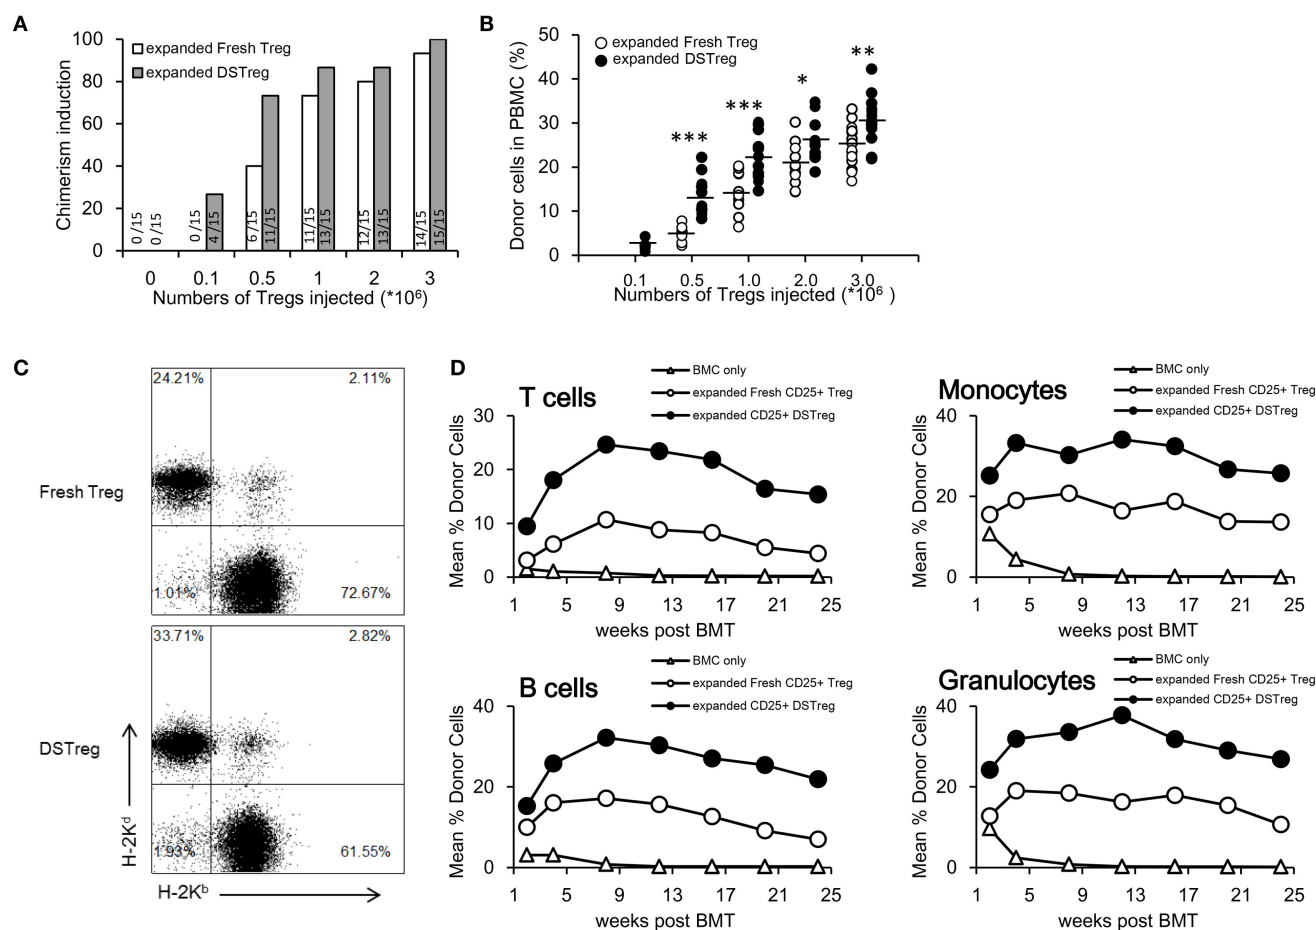 A
100
80
60
40
20
0
Chimerism induction
expanded Fresh Treg
expanded DSTreg
0/15
0/15
0/15
4/15
6/15
11/15
11/15
13/15
12/15
13/15
14/15
15/15
0 0.1 0.5 1 2 3
Numbers of Tregs injected (*10⁶)
B
50
40
30
20
10
0
Donor cells in PBMC (%)
expanded Fresh Treg
expanded DSTreg
***
***
*
**
0.1 0.5 1.0 2.0 3.0
Numbers of Tregs injected (*10⁶ )
C
24.21% 2.11%
Fresh Treg
1.01% 72.67%
33.71% 2.82%
DSTreg
1.93% 61.55%
H-2Kᵈ
H-2Kᵇ
D
T cells
BMC only
expanded Fresh CD25+ Treg
expanded CD25+ DSTreg
30
20
10
0
Mean % Donor Cells
1 5 9 13 17 21 25
weeks post BMT
Monocytes
BMC only
expanded Fresh CD25+ Treg
expanded CD25+ DSTreg
40
20
0
Mean % Donor Cells
1 5 9 13 17 21 25
weeks post BMT
B cells
BMC only
expanded Fresh CD25+ Treg
expanded CD25+ DSTreg
40
20
0
Mean % Donor Cells
1 5 9 13 17 21 25
weeks post BMT
Granulocytes
BMC only
expanded Fresh CD25+ Treg
expanded CD25+ DSTreg
40
20
0
Mean % Donor Cells
1 5 9 13 17 21 25
weeks post BMT